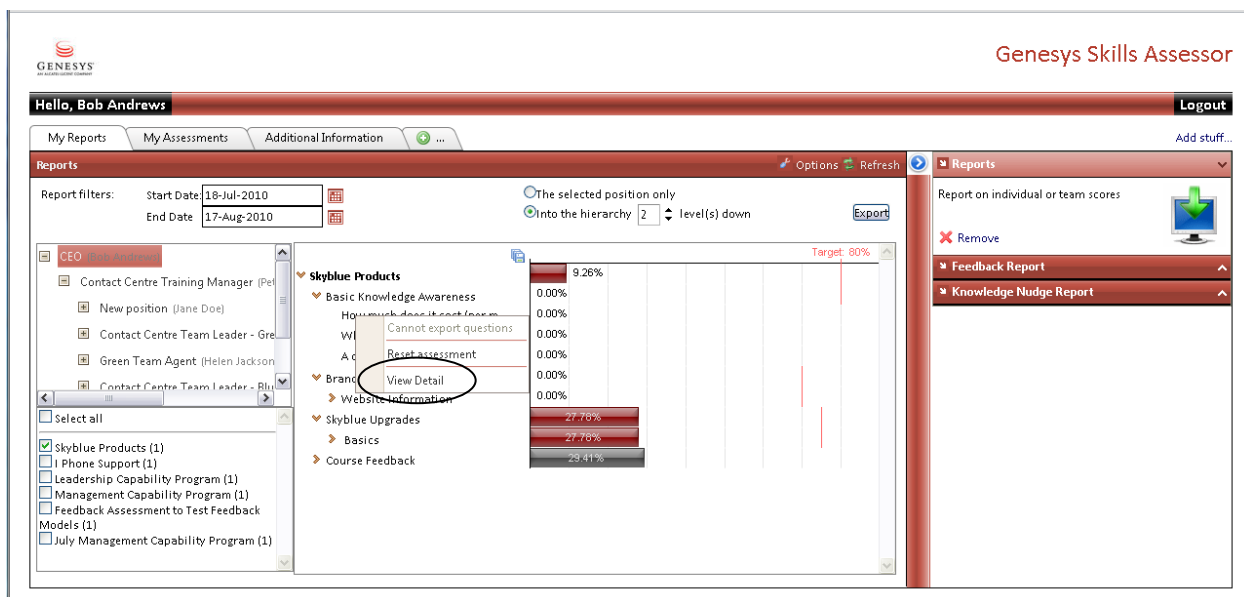 GENESYS
AN ALCATEL-LUCENT COMPANY
Genesys Skills Assessor
Hello, Bob Andrews
Logout
My Reports
My Assessments
Additional Information
...
Add stuff...
Reports
Options
Refresh
Reports
Report filters:
Start Date:
18-Jul-2010
End Date
17-Aug-2010
The selected position only
Into the hierarchy 2 level(s) down
Export
Report on individual or team scores
Remove
Feedback Report
Knowledge Nudge Report
CEO (Bob Andrews)
Contact Centre Training Manager (Pet
New position (Jane Doe)
Contact Centre Team Leader - Gre
Green Team Agent (Helen Jackson
Contact Centre Team Leader - Blu
Select all
Skyblue Products (1)
I Phone Support (1)
Leadership Capability Program (1)
Management Capability Program (1)
Feedback Assessment to Test Feedback
Models (1)
July Management Capability Program (1)
Target: 80%
Skyblue Products 9.26%
Basic Knowledge Awareness 0.00%
How much does it cost (per m 0.00%
Wh 0.00%
A c 0.00%
Brand 0.00%
Website Information 0.00%
Skyblue Upgrades 27.78%
Basics 27.78%
Course Feedback 29.41%
Cannot export questions
Reset assessment
View Detail